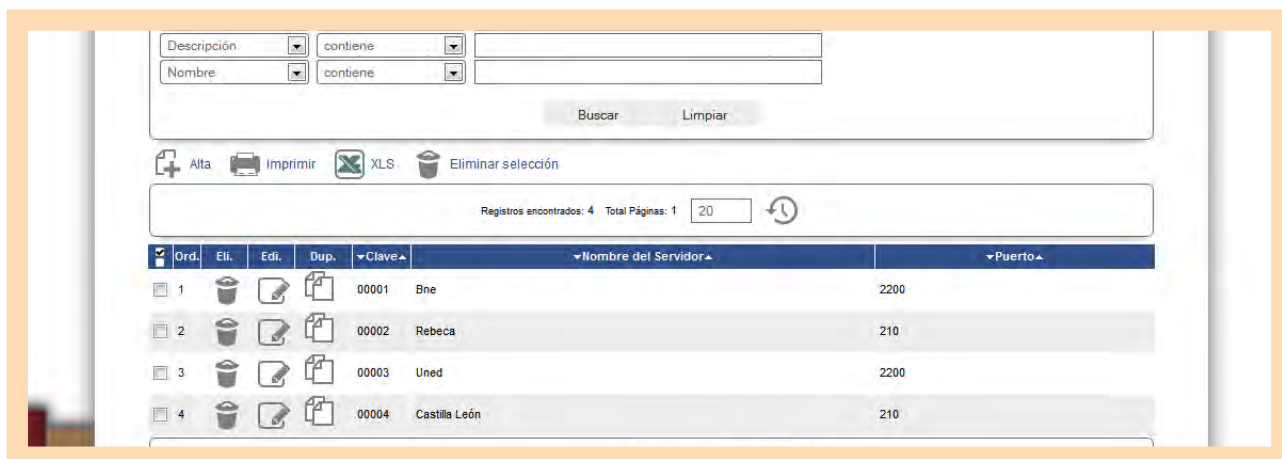 Descripción contiene
Nombre contiene
Buscar Limpiar
Alta Imprimir XLS Eliminar selección
Registros encontrados: 4 Total Páginas: 1 20
Ord. Eli. Edi. Dup. Clave Nombre del Servidor Puerto
1 00001 Bne 2200
2 00002 Rebeca 210
3 00003 Uned 2200
4 00004 Castilla León 210